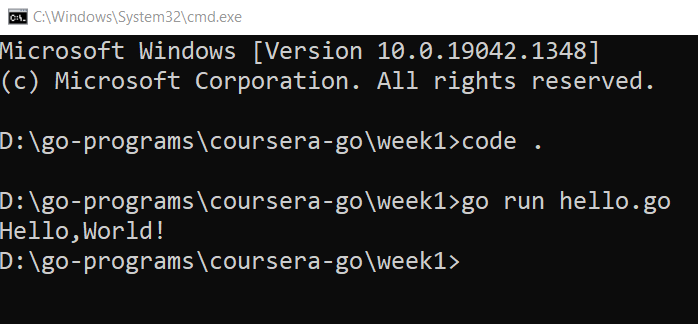 C:\Windows\System32\cmd.exe
Microsoft Windows [Version 10.0.19042.1348]
(c) Microsoft Corporation. All rights reserved.
D:\go-programs\coursera-go\week1>code .
D:\go-programs\coursera-go\week1>go run hello.go
Hello,World!
D:\go-programs\coursera-go\week1>